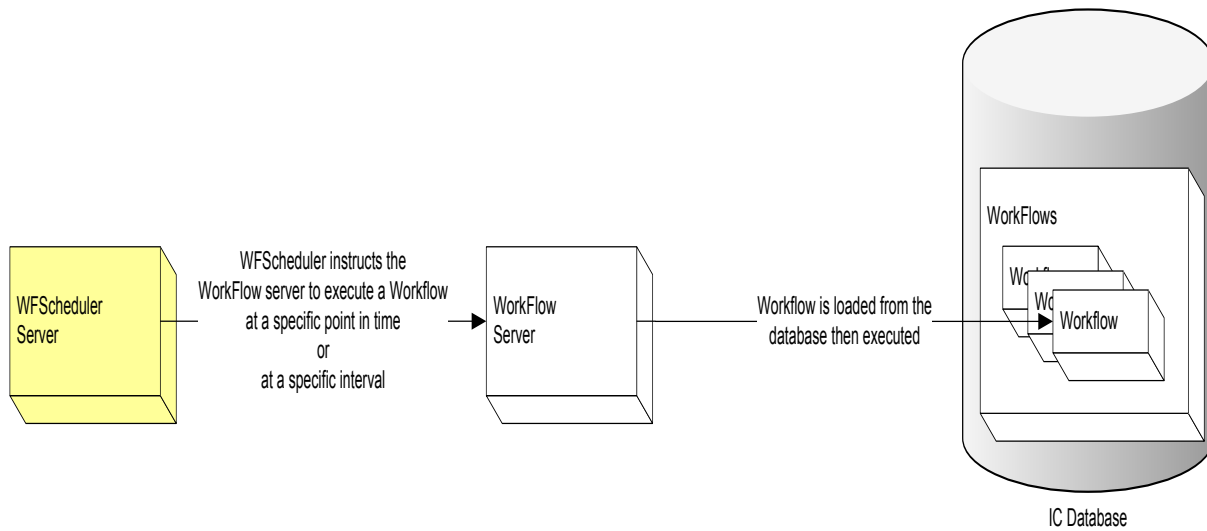 WFScheduler
Server
WFScheduler instructs the
WorkFlow server to execute a Workflow
at a specific point in time
or
at a specific interval
WorkFlow
Server
Workflow is loaded from the
database then executed
WorkFlows
Workflow
IC Database